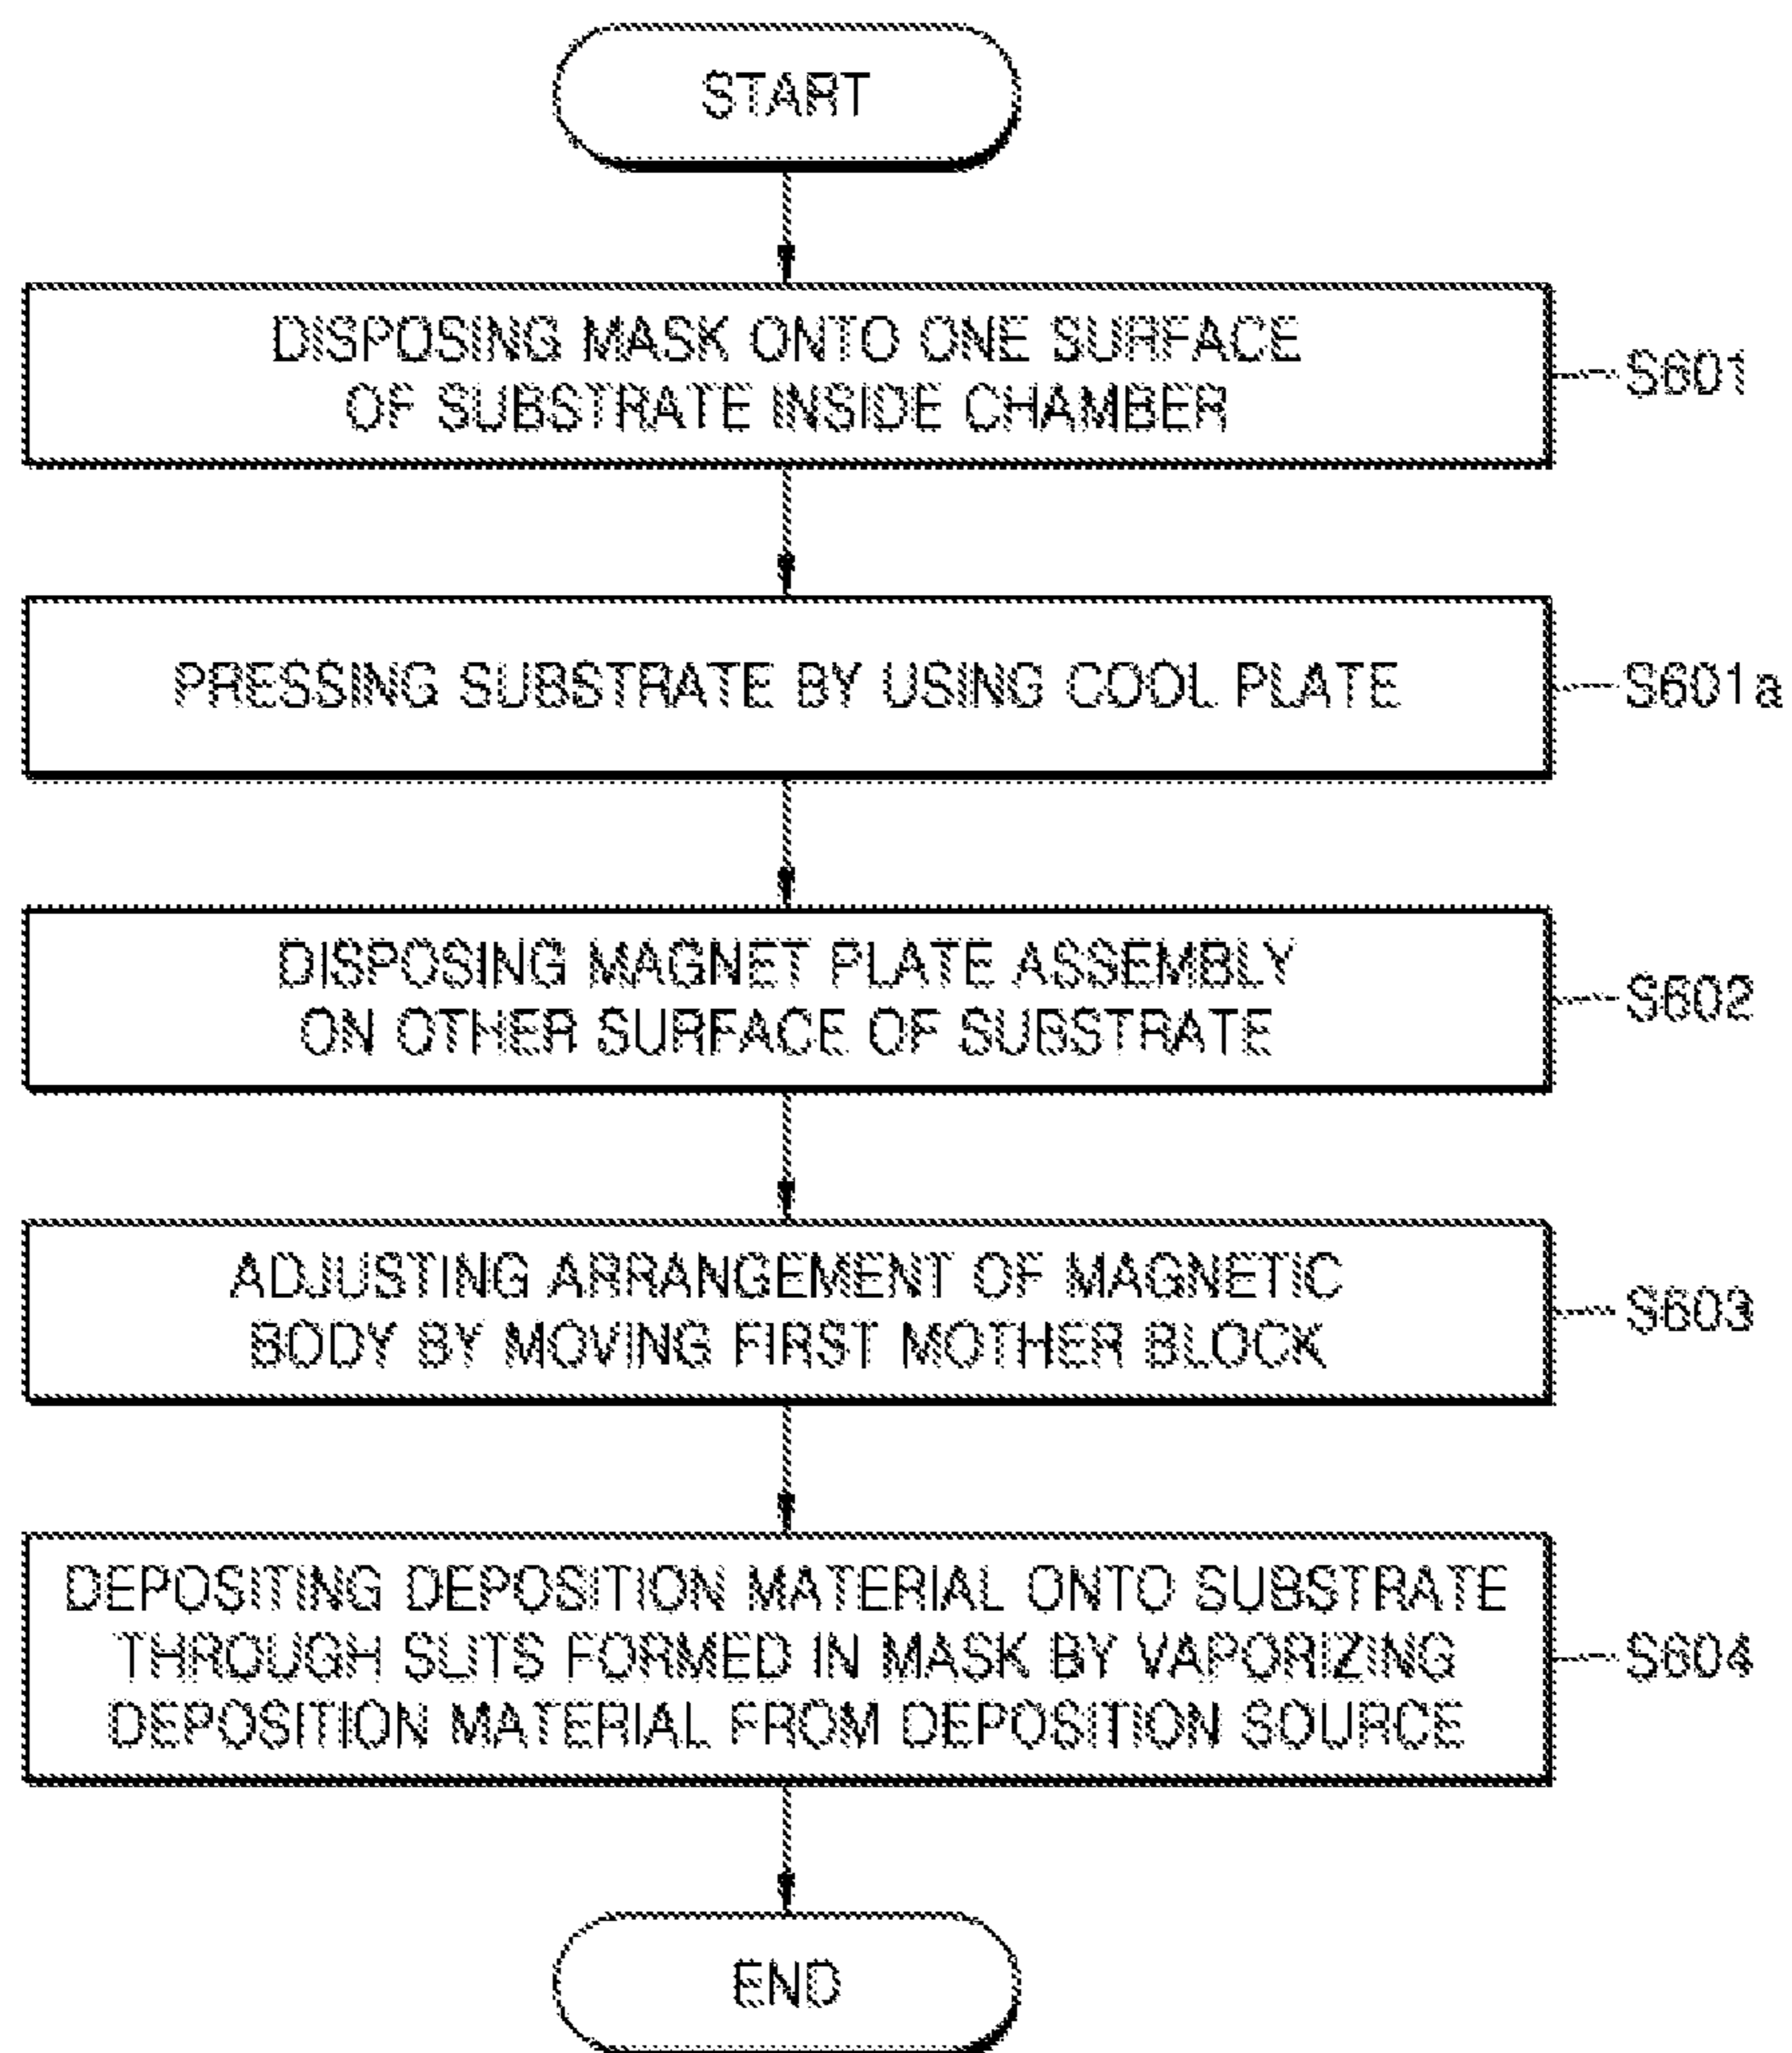 START
DISPOSING MASK ONTO ONE SURFACE
OF SUBSTRATE INSIDE CHAMBER
S601
PRESSING SUBSTRATE BY USING COOL PLATE
S601a
DISPOSING MAGNET PLATE ASSEMBLY
ON OTHER SURFACE OF SUBSTRATE
S602
ADJUSTING ARRANGEMENT OF MAGNETIC
BODY BY MOVING FIRST MOTHER BLOCK
S603
DEPOSITING DEPOSITION MATERIAL ONTO SUBSTRATE
THROUGH SLITS FORMED IN MASK BY VAPORIZING
DEPOSITION MATERIAL FROM DEPOSITION SOURCE
S604
END